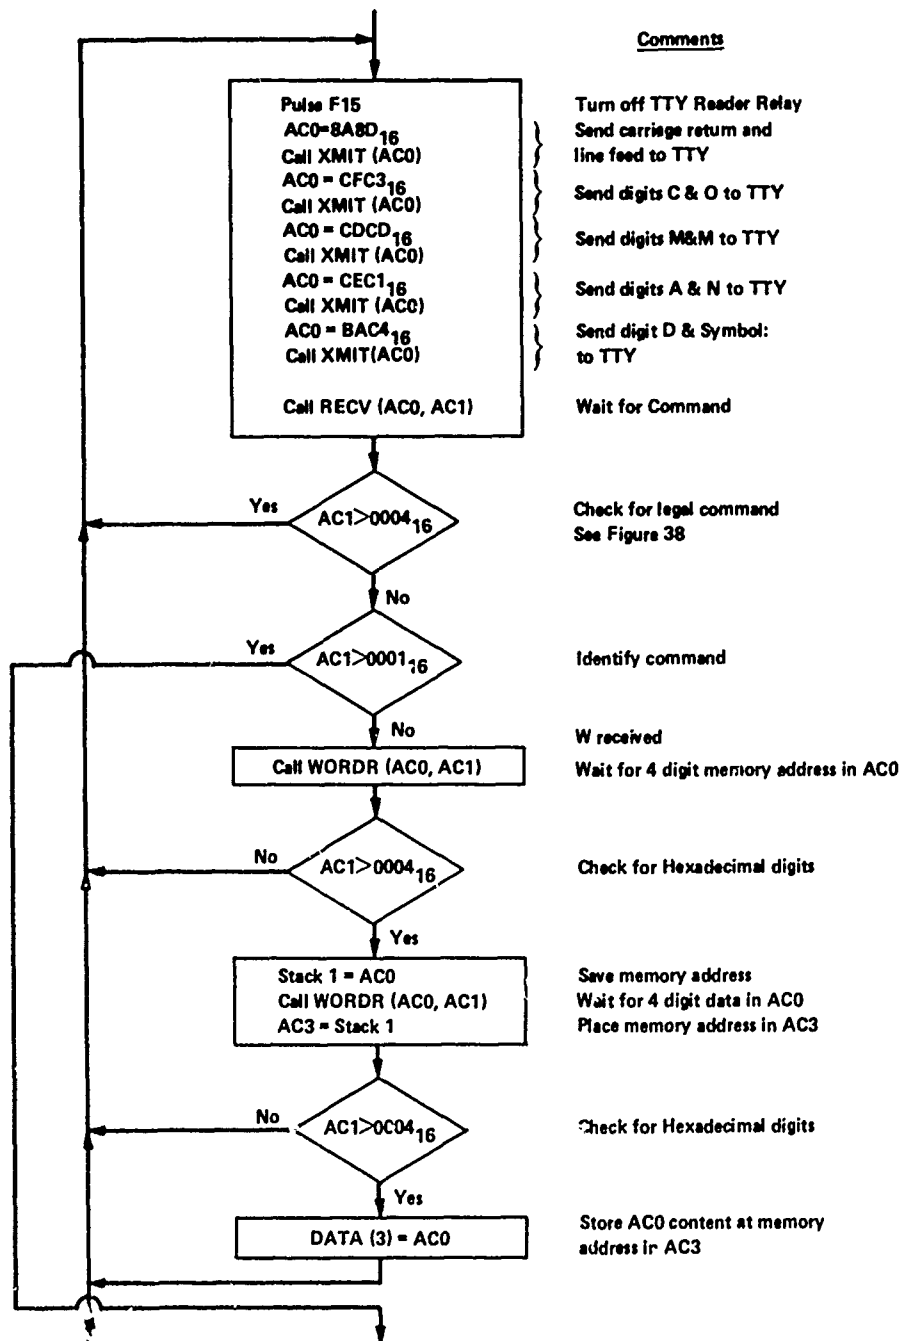 Comments
Pulse F15 Turn off TTY Reader Relay
AC0=8A8D16 Send carriage return and
Call XMIT (AC0) line feed to TTY
AC0 = CFC316
Call XMIT (AC0) Send digits C & O to TTY
AC0 = CDCD16
Call XMIT (AC0) Send digits M&M to TTY
AC0 = CEC116
Call XMIT (AC0) Send digits A & N to TTY
AC0 = BAC416 Send digit D & Symbol:
Call XMIT(AC0) to TTY
Call RECV (AC0, AC1) Wait for Command
Yes
AC1>000416 Check for legal command
See Figure 38
No
Yes
AC1>000116 Identify command
No
W received
Call WORDR (AC0, AC1) Wait for 4 digit memory address in AC0
No
AC1>000416 Check for Hexadecimal digits
Yes
Stack 1 = AC0 Save memory address
Call WORDR (AC0, AC1) Wait for 4 digit data in AC0
AC3 = Stack 1 Place memory address in AC3
No
AC1>0C0416 Check for Hexadecimal digits
Yes
DATA (3) = AC0 Store AC0 content at memory
address in AC3